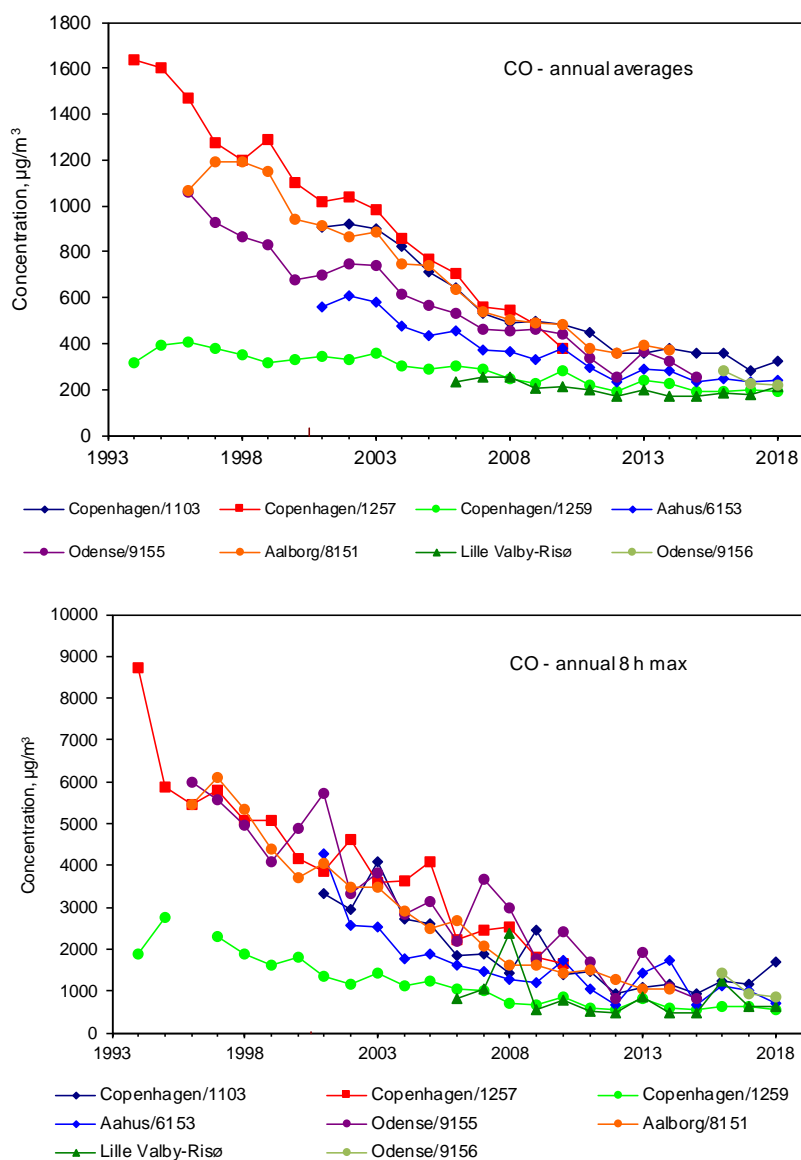 CO - annual averages
Concentration, µg/m³
1800
1600
1400
1200
1000
800
600
400
200
0
1993 1998 2003 2008 2013 2018
Copenhagen/1103 Copenhagen/1257 Copenhagen/1259 Aahus/6153
Odense/9155 Aalborg/8151 Lille Valby-Risø Odense/9156
CO - annual 8 h max
Concentration, µg/m³
10000
9000
8000
7000
6000
5000
4000
3000
2000
1000
0
1993 1998 2003 2008 2013 2018
Copenhagen/1103 Copenhagen/1257 Copenhagen/1259
Aahus/6153 Odense/9155 Aalborg/8151
Lille Valby-Risø Odense/9156